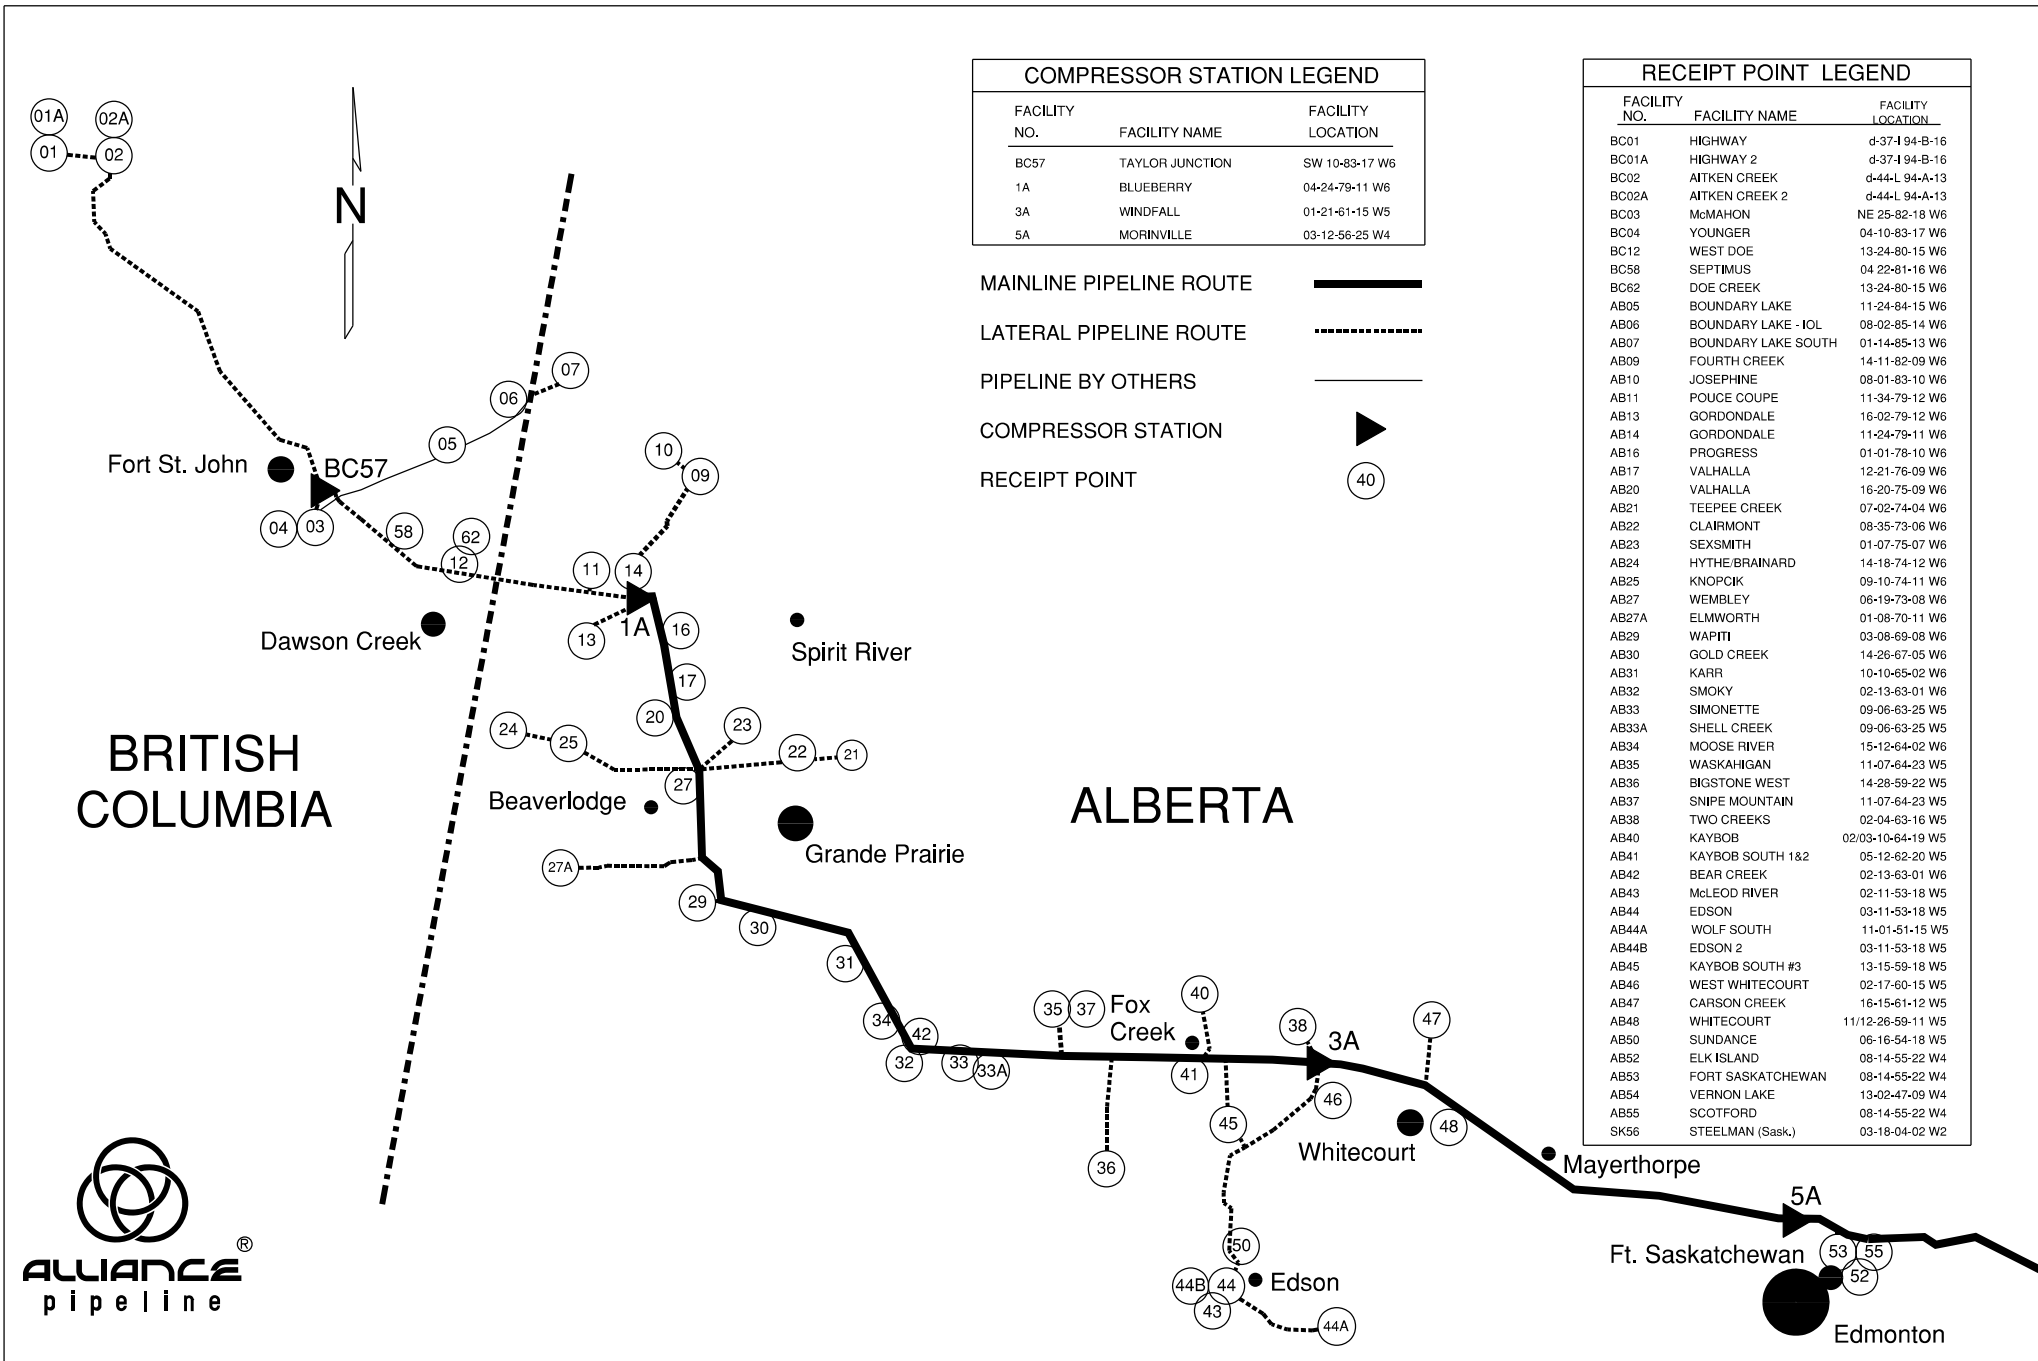 COMPRESSOR STATION LEGEND
FACILITY NO. FACILITY NAME FACILITY LOCATION
BC57 TAYLOR JUNCTION SW 10-83-17 W6
1A BLUEBERRY 04-24-79-11 W6
3A WINDFALL 01-21-61-15 W5
5A MORINVILLE 03-12-56-25 W4
MAINLINE PIPELINE ROUTE
LATERAL PIPELINE ROUTE
PIPELINE BY OTHERS
COMPRESSOR STATION
RECEIPT POINT 40
RECEIPT POINT LEGEND
FACILITY NO. FACILITY NAME FACILITY LOCATION
BC01 HIGHWAY d-37-I 94-B-16
BC01A HIGHWAY 2 d-37-I 94-B-16
BC02 AITKEN CREEK d-44-L 94-A-13
BC02A AITKEN CREEK 2 d-44-L 94-A-13
BC03 McMAHON NE 25-82-18 W6
BC04 YOUNGER 04-10-83-17 W6
BC12 WEST DOE 13-24-80-15 W6
BC58 SEPTIMUS 04 22-81-16 W6
BC62 DOE CREEK 13-24-80-15 W6
AB05 BOUNDARY LAKE 11-24-84-15 W6
AB06 BOUNDARY LAKE - IOL 08-02-85-14 W6
AB07 BOUNDARY LAKE SOUTH 01-14-85-13 W6
AB09 FOURTH CREEK 14-11-82-09 W6
AB10 JOSEPHINE 08-01-83-10 W6
AB11 POUCE COUPE 11-34-79-12 W6
AB13 GORDONDALE 16-02-79-12 W6
AB14 GORDONDALE 11-24-79-11 W6
AB16 PROGRESS 01-01-78-10 W6
AB17 VALHALLA 12-21-76-09 W6
AB20 VALHALLA 16-20-75-09 W6
AB21 TEEPEE CREEK 07-02-74-04 W6
AB22 CLAIRMONT 08-35-73-06 W6
AB23 SEXSMITH 01-07-75-07 W6
AB24 HYTHE/BRAINARD 14-18-74-12 W6
AB25 KNOPCIK 09-10-74-11 W6
AB27 WEMBLEY 06-19-73-08 W6
AB27A ELMWORTH 01-08-70-11 W6
AB29 WAPITI 03-08-69-08 W6
AB30 GOLD CREEK 14-26-67-05 W6
AB31 KARR 10-10-65-02 W6
AB32 SMOKY 02-13-63-01 W6
AB33 SIMONETTE 09-06-63-25 W5
AB33A SHELL CREEK 09-06-63-25 W5
AB34 MOOSE RIVER 15-12-64-02 W6
AB35 WASKAHIGAN 11-07-64-23 W5
AB36 BIGSTONE WEST 14-28-59-22 W5
AB37 SNIPE MOUNTAIN 11-07-64-23 W5
AB38 TWO CREEKS 02-04-63-16 W5
AB40 KAYBOB 02/03-10-64-19 W5
AB41 KAYBOB SOUTH 1&2 05-12-62-20 W5
AB42 BEAR CREEK 02-13-63-01 W6
AB43 McLEOD RIVER 02-11-53-18 W5
AB44 EDSON 03-11-53-18 W5
AB44A WOLF SOUTH 11-01-51-15 W5
AB44B EDSON 2 03-11-53-18 W5
AB45 KAYBOB SOUTH #3 13-15-59-18 W5
AB46 WEST WHITECOURT 02-17-60-15 W5
AB47 CARSON CREEK 16-15-61-12 W5
AB48 WHITECOURT 11/12-26-59-11 W5
AB50 SUNDANCE 06-16-54-18 W5
AB52 ELK ISLAND 08-14-55-22 W4
AB53 FORT SASKATCHEWAN 08-14-55-22 W4
AB54 VERNON LAKE 13-02-47-09 W4
AB55 SCOTFORD 08-14-55-22 W4
SK56 STEELMAN (Sask.) 03-18-04-02 W2
01A 02A
01 02
N
07
06
05
10
09
Fort St. John
BC57
04 03
58
62
12
11
14
13
1A
16
Dawson Creek
Spirit River
17
20
23
24
25
22
21
27
BRITISH
COLUMBIA
Beaverlodge
ALBERTA
Grande Prairie
27A
29
30
31
34
42
32
33
33A
35 37
Fox
Creek
40
41
38
3A
47
46
45
36
48
Whitecourt
Mayerthorpe
5A
Ft. Saskatchewan
53 55
52
Edmonton
50
44B 44
43
Edson
44A
ALLIANCE ®
pipeline